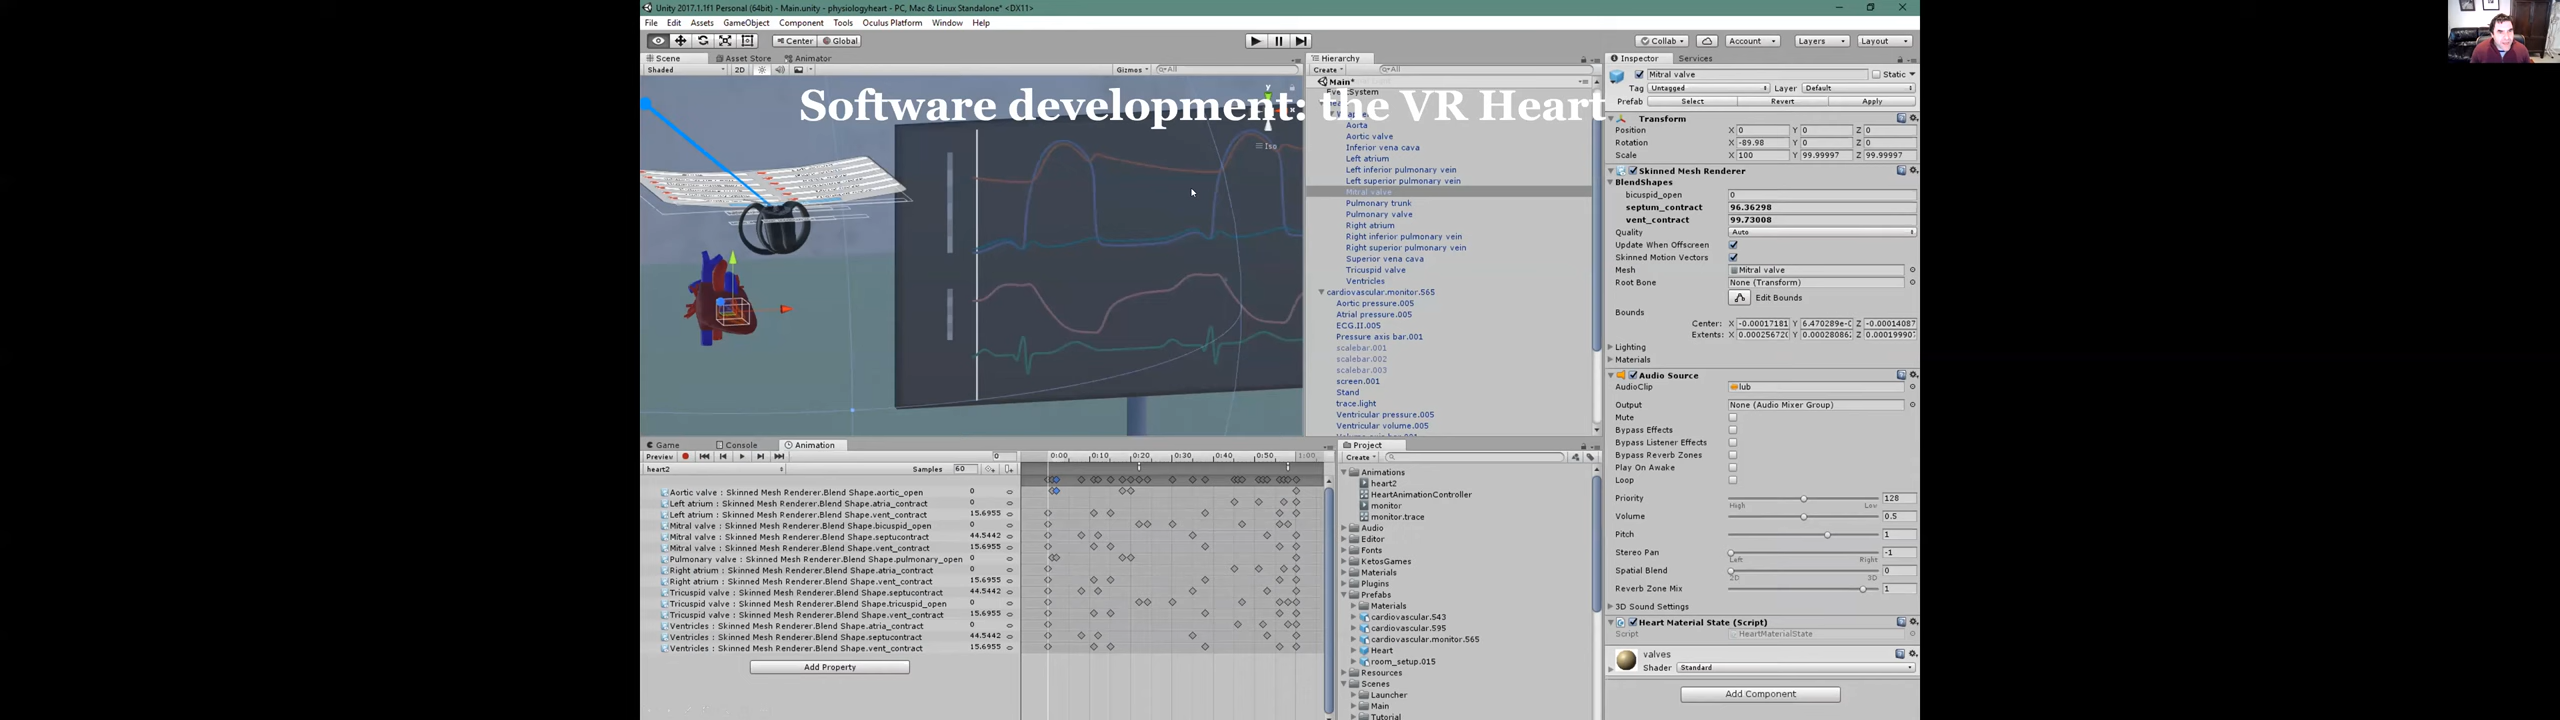 Unity 2017.1.1f1 Personal (64bit) - Main.unity - physiologyheart - PC, Mac & Linux Standalone* <DX11>
File Edit Assets GameObject Component Tools Oculus Platform Window Help
Center Global
Collab Account Layers Layout
Scene Asset Store Animator
Shaded 2D Gizmos All
Software development: the VR Heart
y
Iso
Hierarchy
Create All
Main*
EventSystem
Aorta
Aortic valve
Inferior vena cava
Left atrium
Left inferior pulmonary vein
Left superior pulmonary vein
Mitral valve
Pulmonary trunk
Pulmonary valve
Right atrium
Right inferior pulmonary vein
Right superior pulmonary vein
Superior vena cava
Tricuspid valve
Ventricles
cardiovascular.monitor.565
Aortic pressure.005
Atrial pressure.005
ECG.II.005
Pressure axis bar.001
scalebar.001
scalebar.002
scalebar.003
screen.001
Stand
trace.light
Ventricular pressure.005
Ventricular volume.005
Inspector Services
Mitral valve Static
Tag Untagged Layer Default
Prefab Select Revert Apply
Transform
Position X 0 Y 0 Z 0
Rotation X -89.98 Y 0 Z 0
Scale X 100 Y 99.99997 Z 99.99997
Skinned Mesh Renderer
BlendShapes
bicuspid_open 0
septum_contract 96.36298
vent_contract 99.73008
Quality Auto
Update When Offscreen
Skinned Motion Vectors
Mesh Mitral valve
Root Bone None (Transform)
Edit Bounds
Bounds
Center: X -0.00017181 Y 6.470289e- Z -0.00014087
Extents: X 0.00025672 Y 0.00028086 Z 0.00019990
Lighting
Materials
Audio Source
AudioClip lub
Output None (Audio Mixer Group)
Mute
Bypass Effects
Bypass Listener Effects
Bypass Reverb Zones
Play On Awake
Loop
Priority 128
High Low
Volume 0.5
Pitch 1
Stereo Pan -1
Left Right
Spatial Blend 0
2D 3D
Reverb Zone Mix 1
3D Sound Settings
Heart Material State (Script)
Script HeartMaterialState
valves
Shader Standard
Add Component
Game Console Animation
Preview 0 0:00 0:10 0:20 0:30 0:40 0:50 1:00
heart2 Samples 60
Aortic valve : Skinned Mesh Renderer.Blend Shape.aortic_open 0
Left atrium : Skinned Mesh Renderer.Blend Shape.atria_contract 0
Left atrium : Skinned Mesh Renderer.Blend Shape.vent_contract 15.6955
Mitral valve : Skinned Mesh Renderer.Blend Shape.bicuspid_open 0
Mitral valve : Skinned Mesh Renderer.Blend Shape.septucontract 44.5442
Mitral valve : Skinned Mesh Renderer.Blend Shape.vent_contract 15.6955
Pulmonary valve : Skinned Mesh Renderer.Blend Shape.pulmonary_open 0
Right atrium : Skinned Mesh Renderer.Blend Shape.atria_contract 0
Right atrium : Skinned Mesh Renderer.Blend Shape.vent_contract 15.6955
Tricuspid valve : Skinned Mesh Renderer.Blend Shape.septucontract 44.5442
Tricuspid valve : Skinned Mesh Renderer.Blend Shape.tricuspid_open 0
Tricuspid valve : Skinned Mesh Renderer.Blend Shape.vent_contract 15.6955
Ventricles : Skinned Mesh Renderer.Blend Shape.atria_contract 0
Ventricles : Skinned Mesh Renderer.Blend Shape.septucontract 44.5442
Ventricles : Skinned Mesh Renderer.Blend Shape.vent_contract 15.6955
Add Property
Project
Create
Animations
heart2
HeartAnimationController
monitor
monitor.trace
Audio
Editor
Fonts
KetosGames
Materials
Plugins
Prefabs
Materials
cardiovascular.543
cardiovascular.595
cardiovascular.monitor.565
Heart
room_setup.015
Resources
Scenes
Launcher
Main
Tutorial